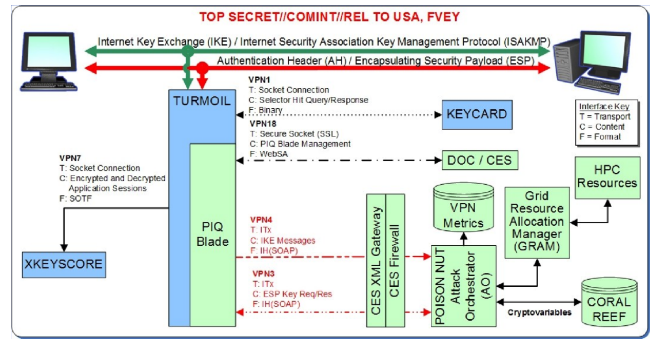 TOP SECRET//COMINT//REL TO USA, FVEY
Internet Key Exchange (IKE) / Internet Security Association Key Management Protocol (ISAKMP)
Authentication Header (AH) / Encapsulating Security Payload (ESP)
TURMOIL
VPN1
T: Socket Connection
C: Selector Hit Query/Response
F: Binary
KEYCARD
Interface Key
T = Transport
C = Content
F = Format
VPN18
T: Secure Socket (SSL)
C: PIQ Blade Management
F: WebSA
DOC / CES
VPN7
T: Socket Connection
C: Encrypted and Decrypted
Application Sessions
F: SOTF
XKEYSCORE
PIQ
Blade
VPN4
T: ITx
C: IKE Messages
F: IH(SOAP)
VPN3
T: ITx
C: ESP Key Req/Res
F: IH(SOAP)
CES XML Gateway
CES Firewall
VPN
Metrics
POISON NUT
Attack
Orchestrator
(AO)
Grid
Resource
Allocation
Manager
(GRAM)
HPC
Resources
Cryptovariables
CORAL
REEF